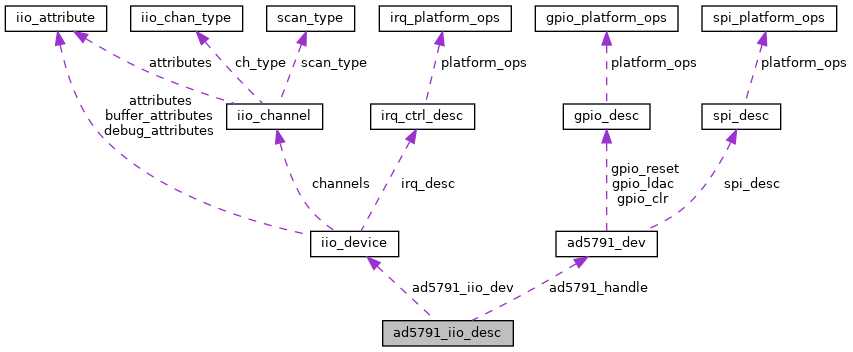 iio_attribute
iio_chan_type
scan_type
irq_platform_ops
gpio_platform_ops
spi_platform_ops
attributes
ch_type
scan_type
platform_ops
platform_ops
platform_ops
attributes
buffer_attributes
debug_attributes
iio_channel
irq_ctrl_desc
gpio_desc
spi_desc
channels
irq_desc
gpio_reset
gpio_ldac
gpio_clr
spi_desc
iio_device
ad5791_dev
ad5791_iio_dev
ad5791_handle
ad5791_iio_desc